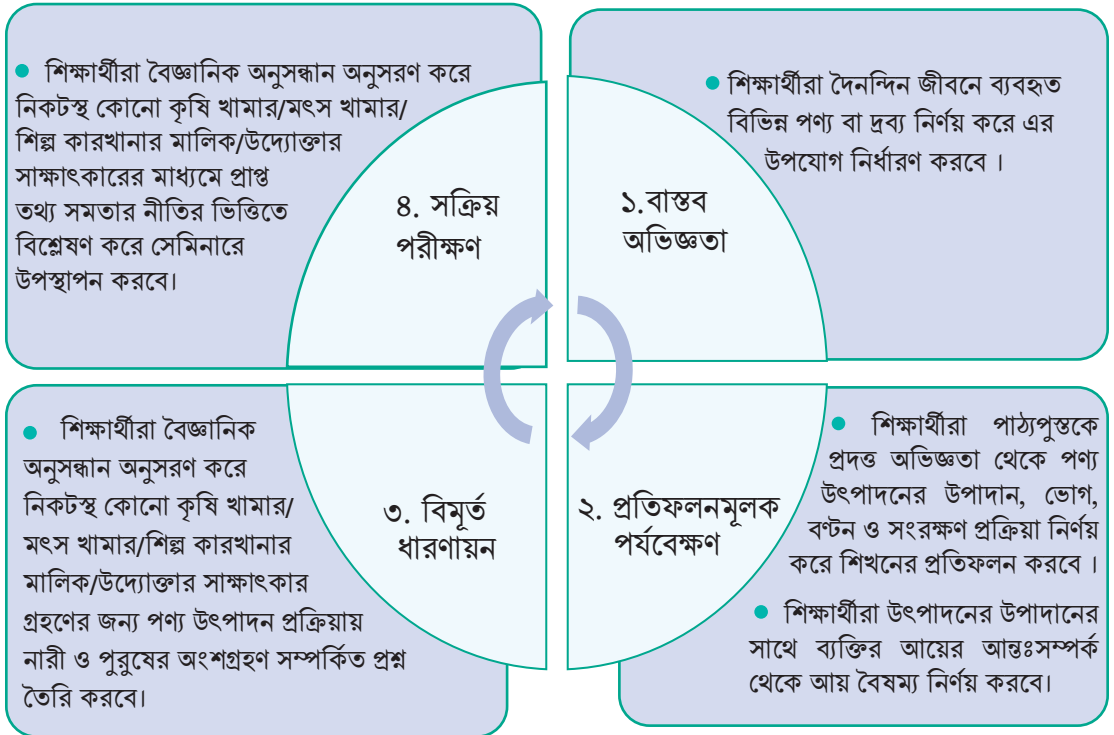 ● শিক্ষার্থীরা বৈজ্ঞানিক অনুসন্ধান অনুসরণ করে
নিকটস্থ কোনো কৃষি খামার/মৎস খামার/
শিল্প কারখানার মালিক/উদ্যোক্তার
সাক্ষাৎকারের মাধ্যমে প্রাপ্ত
তথ্য সমতার নীতির ভিত্তিতে
বিশ্লেষণ করে সেমিনারে
উপস্থাপন করবে।
৪. সক্রিয়
পরীক্ষণ
● শিক্ষার্থীরা দৈনন্দিন জীবনে ব্যবহৃত
বিভিন্ন পণ্য বা দ্রব্য নির্ণয় করে এর
উপযোগ নির্ধারণ করবে ।
১.বাস্তব
অভিজ্ঞতা
● শিক্ষার্থীরা বৈজ্ঞানিক
অনুসন্ধান অনুসরণ করে
নিকটস্থ কোনো কৃষি খামার/
মৎস খামার/শিল্প কারখানার
মালিক/উদ্যোক্তার সাক্ষাৎকার
গ্রহণের জন্য পণ্য উৎপাদন প্রক্রিয়ায়
নারী ও পুরুষের অংশগ্রহণ সম্পর্কিত প্রশ্ন
তৈরি করবে।
৩. বিমূর্ত
ধারণায়ন
২. প্রতিফলনমূলক
পর্যবেক্ষণ
● শিক্ষার্থীরা পাঠ্যপুস্তকে
প্রদত্ত অভিজ্ঞতা থেকে পণ্য
উৎপাদনের উপাদান, ভোগ,
বণ্টন ও সংরক্ষণ প্রক্রিয়া নির্ণয়
করে শিখনের প্রতিফলন করবে ।
● শিক্ষার্থীরা উৎপাদনের উপাদানের
সাথে ব্যক্তির আয়ের আন্তঃসম্পর্ক
থেকে আয় বৈষম্য নির্ণয় করবে।